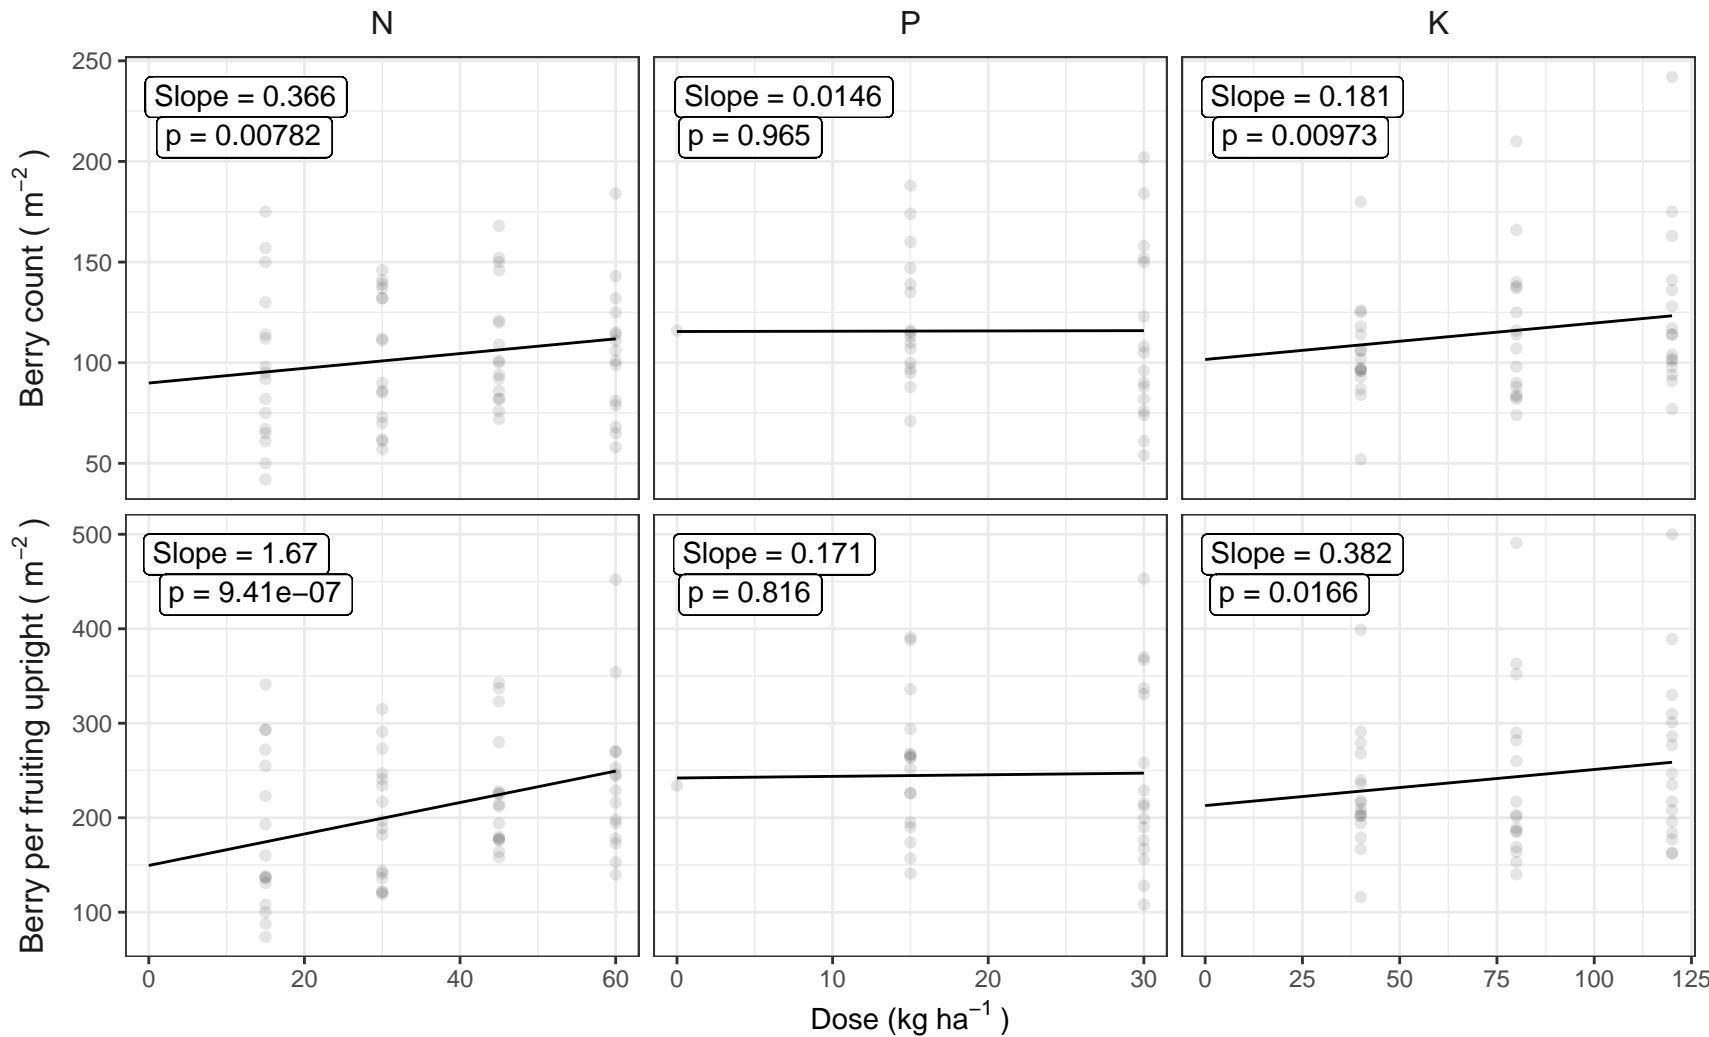 N P K
250
200
150
100
50
Berry count ( m−2 )
Slope = 0.366
p = 0.00782
Slope = 0.0146
p = 0.965
Slope = 0.181
p = 0.00973
500
400
300
200
100
Berry per fruiting upright ( m−2 )
Slope = 1.67
p = 9.41e−07
Slope = 0.171
p = 0.816
Slope = 0.382
p = 0.0166
0 20 40 60
0 10 20 30
0 25 50 75 100 125
Dose (kg ha−1 )